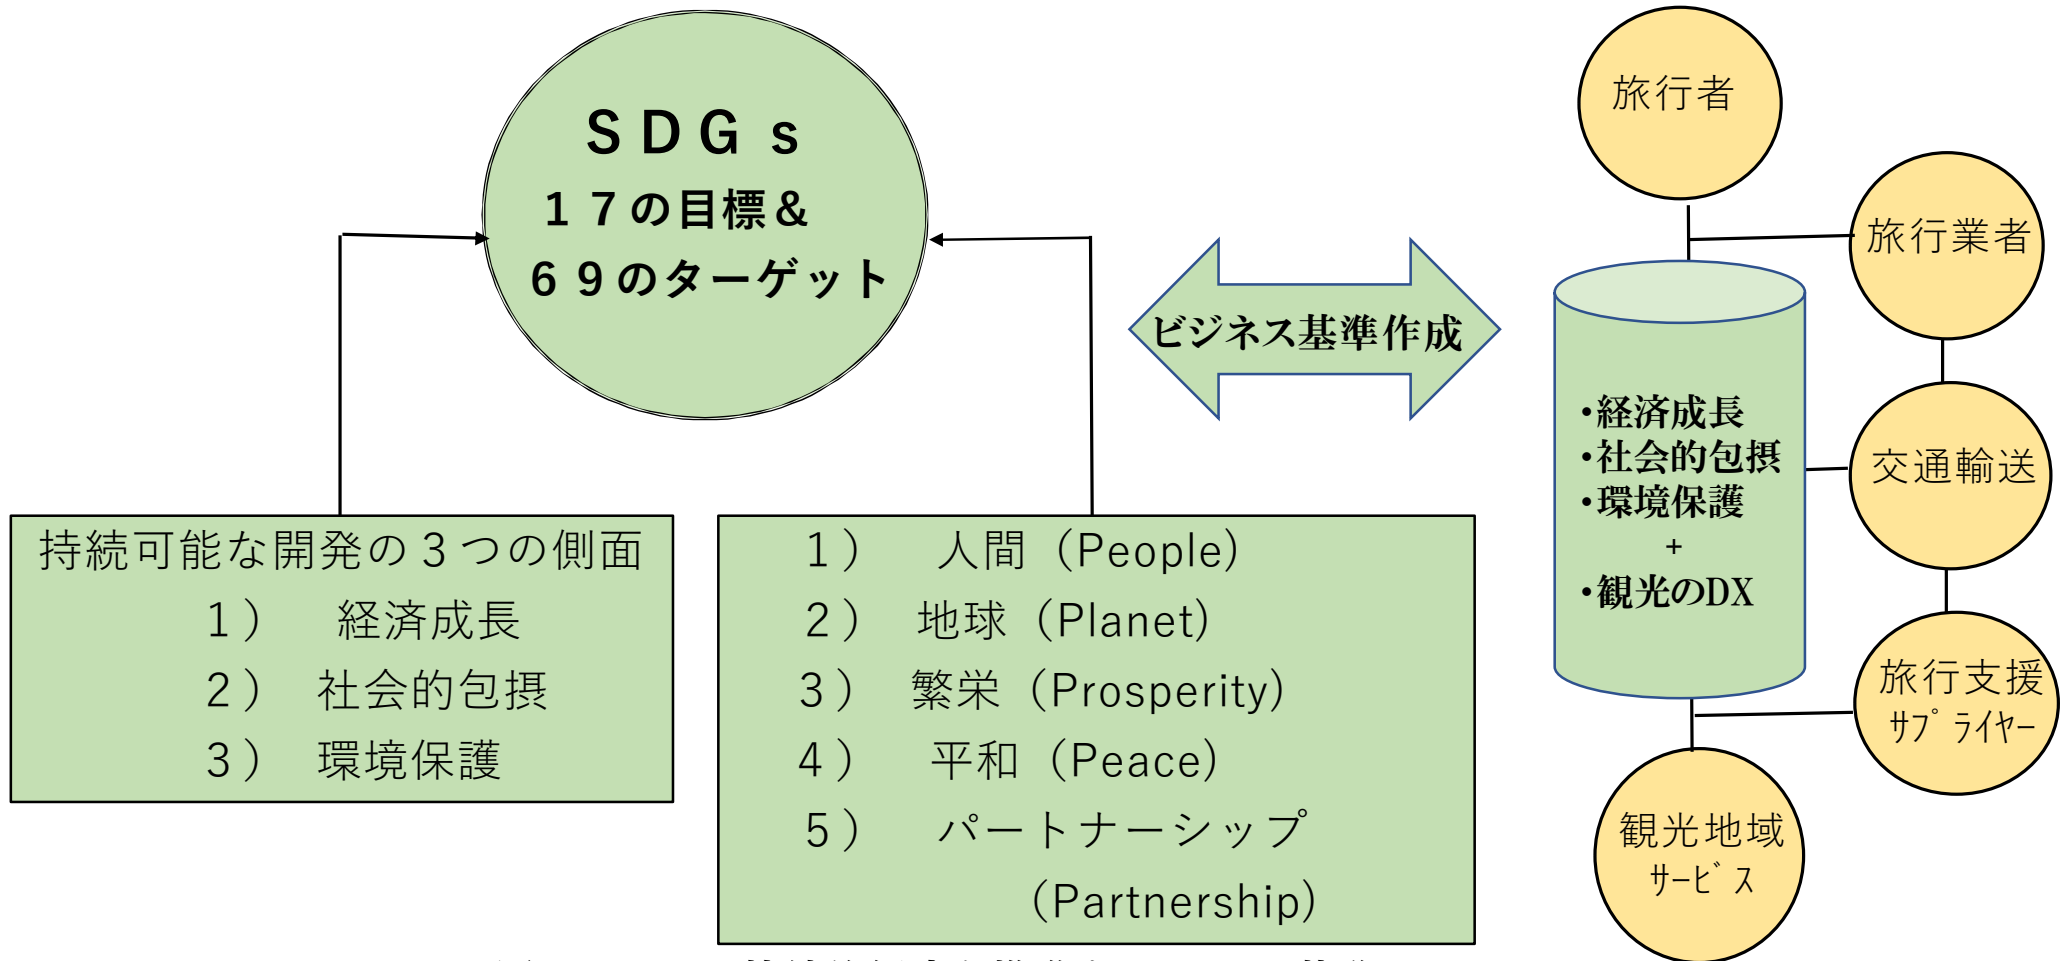 SDGs
17の目標&
69のターゲット
持続可能な開発の3つの側面
1) 経済成長
2) 社会的包摂
3) 環境保護
1) 人間 (People)
2) 地球 (Planet)
3) 繁栄 (Prosperity)
4) 平和 (Peace)
5) パートナーシップ
(Partnership)
ビジネス基準作成
旅行者
旅行業者
交通輸送
旅行支援
サプライヤー
観光地域
サービス
・経済成長
・社会的包摂
・環境保護
+
・観光のDX